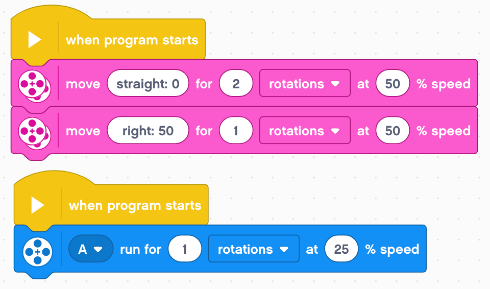 when program starts
move straight: 0 for 2 rotations at 50 % speed
move right: 50 for 1 rotations at 50 % speed
when program starts
A run for 1 rotations at 25 % speed